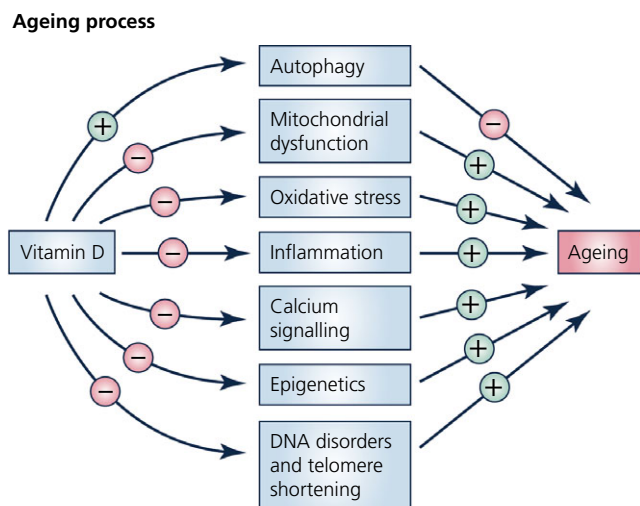 Ageing process
Autophagy
Mitochondrial
dysfunction
Oxidative stress
Vitamin D
Inflammation
Ageing
Calcium
signalling
Epigenetics
DNA disorders
and telomere
shortening